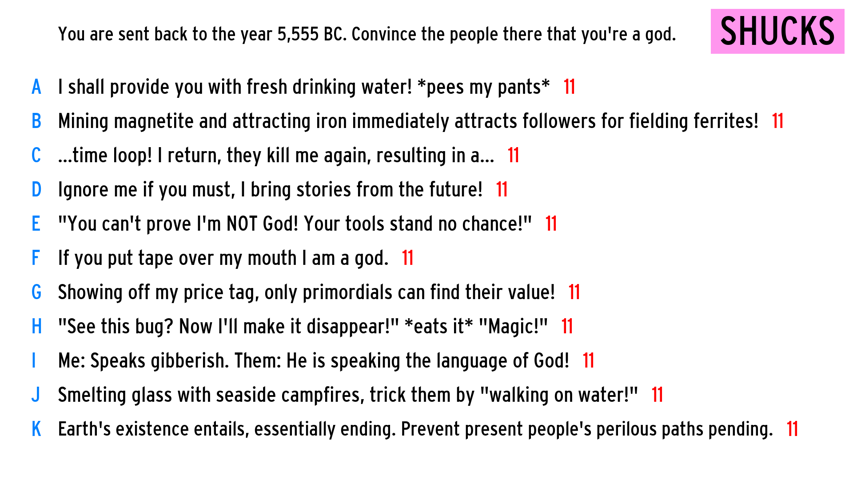 You are sent back to the year 5,555 BC. Convince the people there that you're a god.
SHUCKS
A I shall provide you with fresh drinking water! *pees my pants* 11
B Mining magnetite and attracting iron immediately attracts followers for fielding ferrites! 11
C ...time loop! I return, they kill me again, resulting in a... 11
D Ignore me if you must, I bring stories from the future! 11
E "You can't prove I'm NOT God! Your tools stand no chance!" 11
F If you put tape over my mouth I am a god. 11
G Showing off my price tag, only primordials can find their value! 11
H "See this bug? Now I'll make it disappear!" *eats it* "Magic!" 11
I Me: Speaks gibberish. Them: He is speaking the language of God! 11
J Smelting glass with seaside campfires, trick them by "walking on water!" 11
K Earth's existence entails, essentially ending. Prevent present people's perilous paths pending. 11